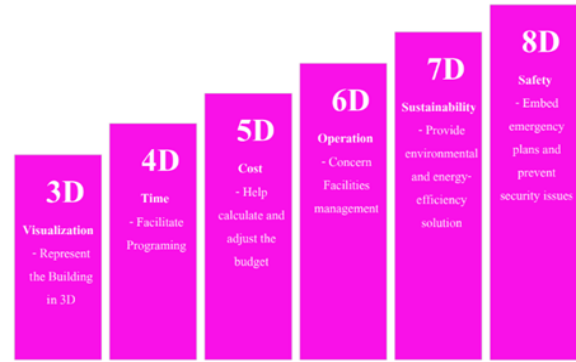 3D
Visualization
- Represent
the Building
in 3D
4D
Time
- Facilitate
Programing
5D
Cost
- Help
calculate and
adjust the
budget
6D
Operation
- Concern
Facilities
management
7D
Sustainability
- Provide
environmental
and energy-
efficiency
solution
8D
Safety
- Embed
emergency
plans and
prevent
security issues